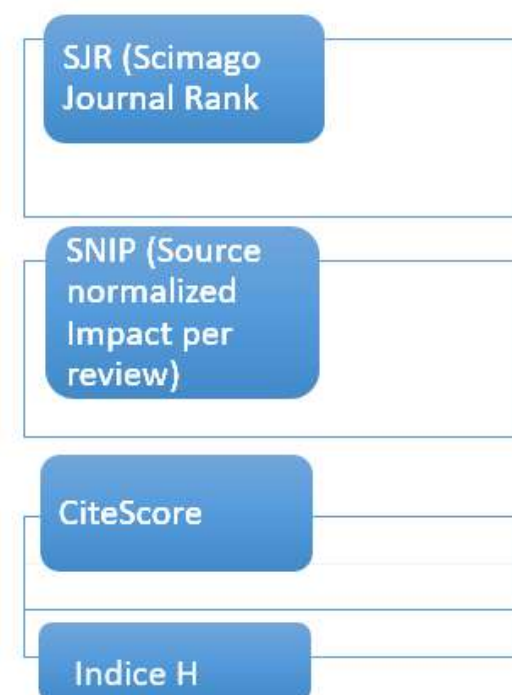 SJR (Scimago
Journal Rank
SNIP (Source
normalized
Impact per
review)
CiteScore
Indice H